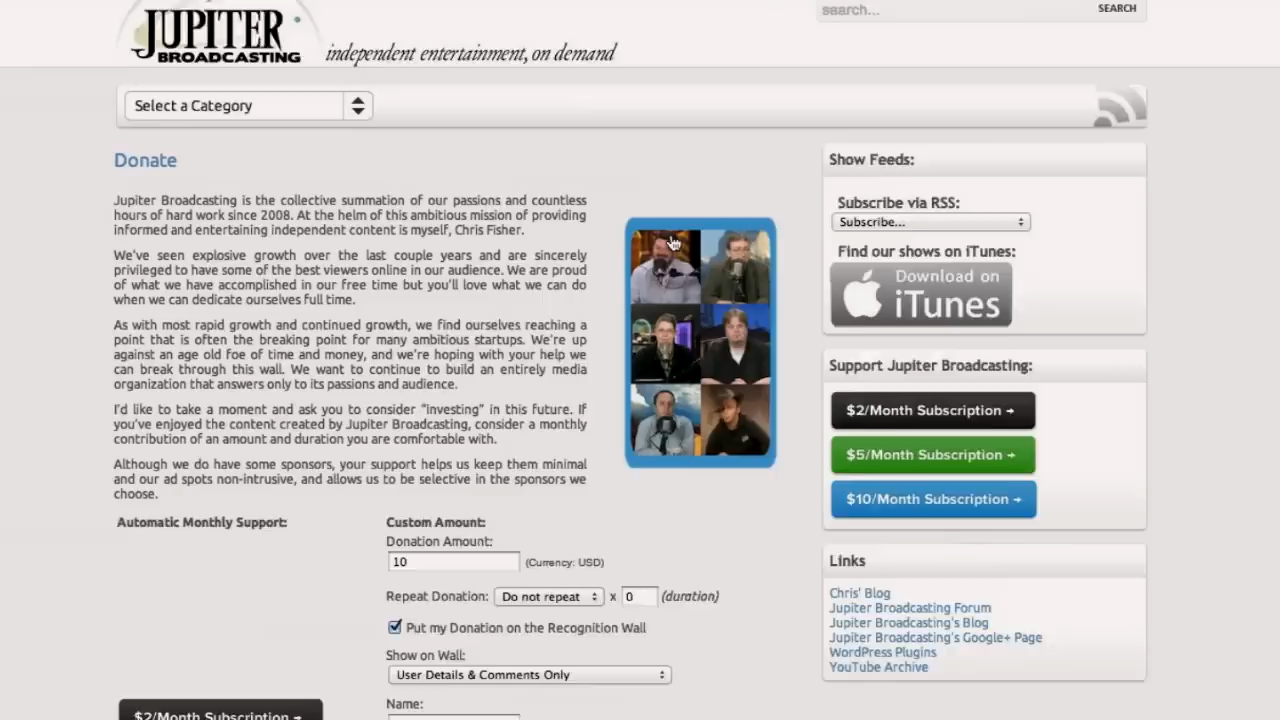 search...
SEARCH
JUPITER
BROADCASTING
independent entertainment, on demand
Select a Category
Donate
Jupiter Broadcasting is the collective summation of our passions and countless
hours of hard work since 2008. At the helm of this ambitious mission of providing
informed and entertaining independent content is myself, Chris Fisher.
We've seen explosive growth over the last couple years and are sincerely
privileged to have some of the best viewers online in our audience. We are proud
of what we have accomplished in our free time but you'll love what we can do
when we can dedicate ourselves full time.
As with most rapid growth and continued growth, we find ourselves reaching a
point that is often the breaking point for many ambitious startups. We're up
against an age old foe of time and money, and we're hoping with your help we
can break through this wall. We want to continue to build an entirely media
organization that answers only to its passions and audience.
I'd like to take a moment and ask you to consider "investing" in this future. If
you've enjoyed the content created by Jupiter Broadcasting, consider a monthly
contribution of an amount and duration you are comfortable with.
Although we do have some sponsors, your support helps us keep them minimal
and our ad spots non-intrusive, and allows us to be selective in the sponsors we
choose.
Automatic Monthly Support:
$2/Month Subscription →
Custom Amount:
Donation Amount:
10 (Currency: USD)
Repeat Donation: Do not repeat x 0 (duration)
Put my Donation on the Recognition Wall
Show on Wall:
User Details & Comments Only
Name:
Show Feeds:
Subscribe via RSS:
Subscribe...
Find our shows on iTunes:
Download on
iTunes
Support Jupiter Broadcasting:
$2/Month Subscription →
$5/Month Subscription →
$10/Month Subscription →
Links
Chris' Blog
Jupiter Broadcasting Forum
Jupiter Broadcasting's Blog
Jupiter Broadcasting's Google+ Page
WordPress Plugins
YouTube Archive